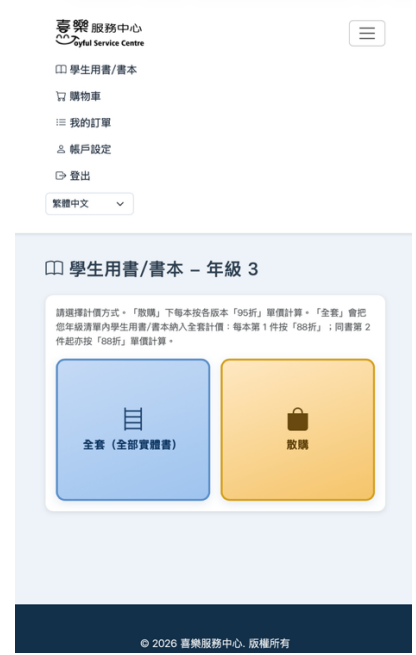 喜樂服務中心
Joyful Service Centre
學生用書/書本
購物車
我的訂單
帳戶設定
登出
繁體中文
學生用書/書本 – 年級 3
請選擇計價方式。「散購」下每本按各版本「95折」單價計算。「全套」會把
您年級清單內學生用書/書本納入全套計價：每本第 1 件按「88折」；同書第 2
件起亦按「88折」單價計算。
全套（全部實體書）
散購
© 2026 喜樂服務中心. 版權所有